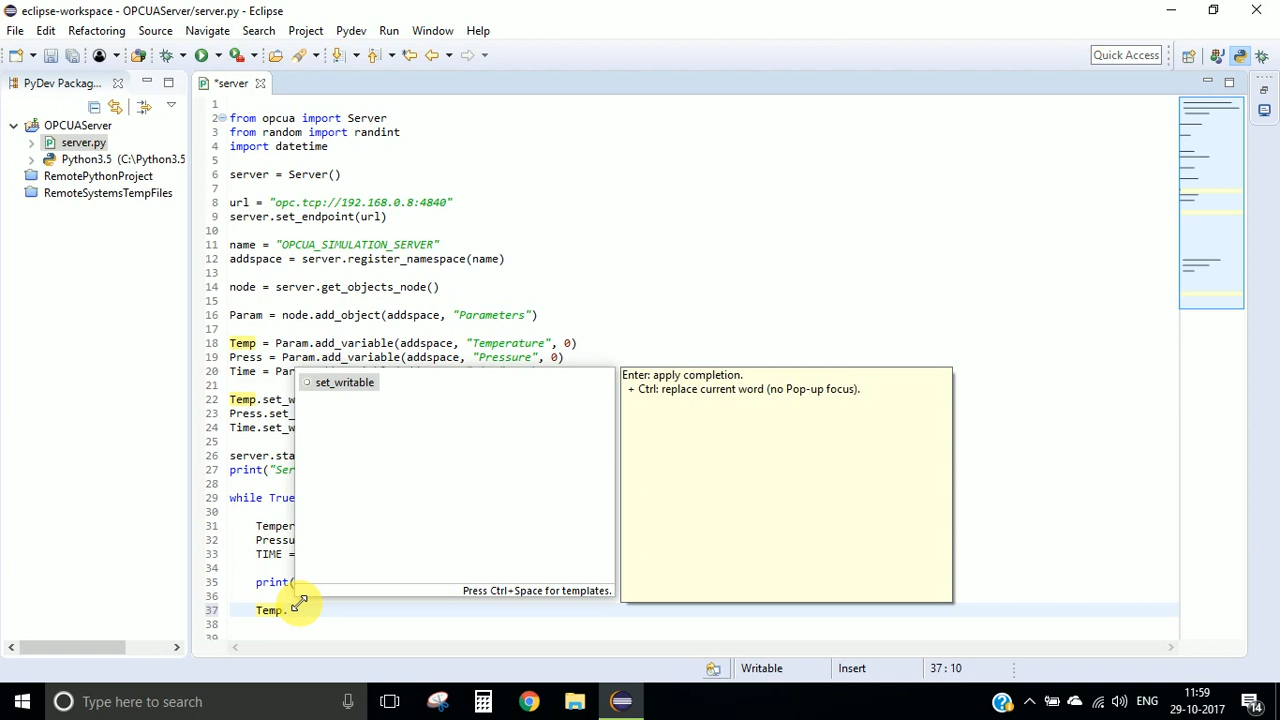 eclipse-workspace - OPCUAServer/server.py - Eclipse
File Edit Refactoring Source Navigate Search Project Pydev Run Window Help
Quick Access
PyDev Packag...
*server
OPCUAServer
server.py
Python3.5 (C:\Python3.5
RemotePythonProject
RemoteSystemsTempFiles
1
2 from opcua import Server
3 from random import randint
4 import datetime
5
6 server = Server()
7
8 url = "opc.tcp://192.168.0.8:4840"
9 server.set_endpoint(url)
10
11 name = "OPCUA_SIMULATION_SERVER"
12 addspace = server.register_namespace(name)
13
14 node = server.get_objects_node()
15
16 Param = node.add_object(addspace, "Parameters")
17
18 Temp = Param.add_variable(addspace, "Temperature", 0)
19 Press = Param.add_variable(addspace, "Pressure", 0)
20 Time = Par
21
22 Temp.set_w
23 Press.set_
24 Time.set_w
25
26 server.sta
27 print("Ser
28
29 while True
30
31 Temper
32 Pressu
33 TIME =
34
35 print(
36
37 Temp.
38
39
set_writable
Press Ctrl+Space for templates.
Enter: apply completion.
+ Ctrl: replace current word (no Pop-up focus).
Writable Insert 37 : 10
Type here to search
ENG
11:59
29-10-2017
14